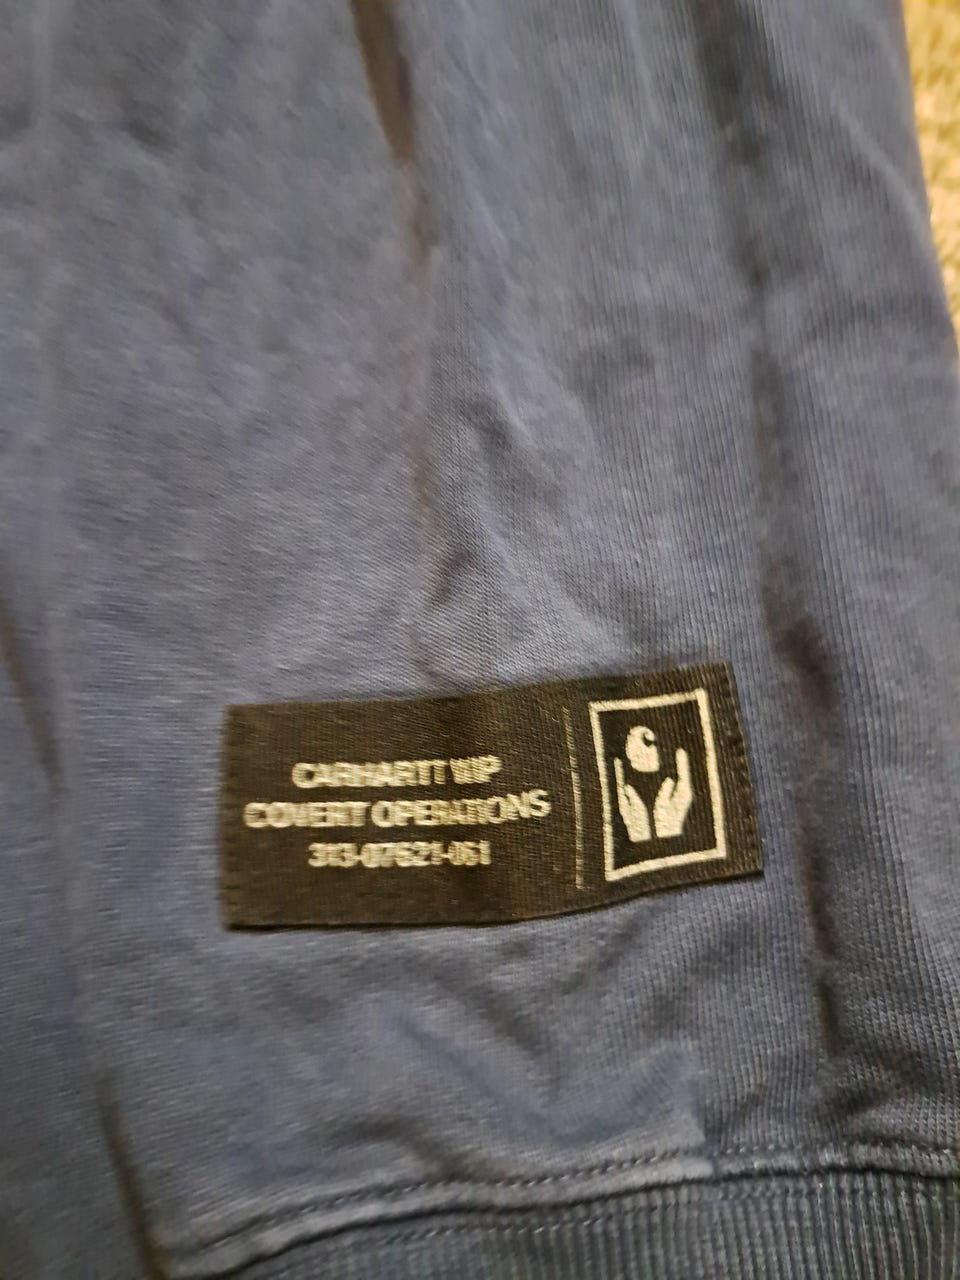 CARHARTT WIP
COVERT OPERATIONS
313-07621-061